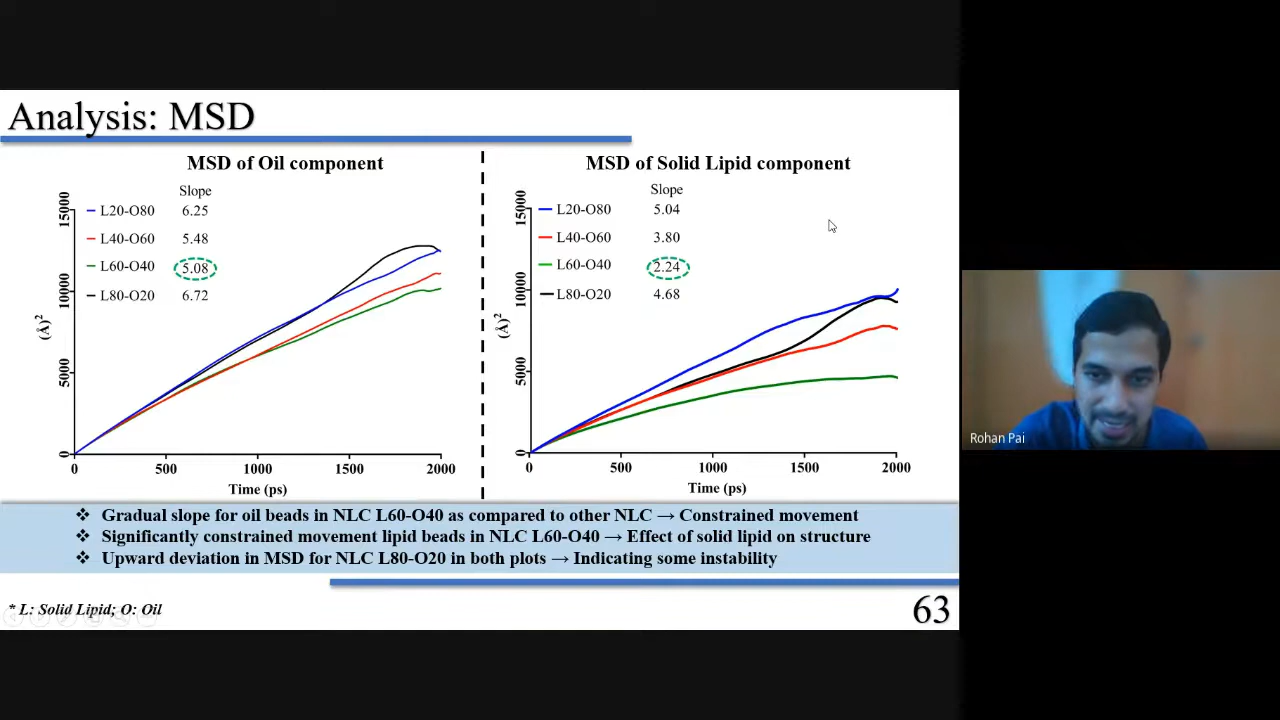 Analysis: MSD
MSD of Oil component
Slope
L20-O80 6.25
L40-O60 5.48
L60-O40 5.08
L80-O20 6.72
(Å)2
15000
10000
5000
0
0 500 1000 1500 2000
Time (ps)
MSD of Solid Lipid component
Slope
L20-O80 5.04
L40-O60 3.80
L60-O40 2.24
L80-O20 4.68
(Å)2
15000
10000
5000
0
0 500 1000 1500 2000
Time (ps)
❖ Gradual slope for oil beads in NLC L60-O40 as compared to other NLC → Constrained movement
❖ Significantly constrained movement lipid beads in NLC L60-O40 → Effect of solid lipid on structure
❖ Upward deviation in MSD for NLC L80-O20 in both plots → Indicating some instability
* L: Solid Lipid; O: Oil
63
Rohan Pai